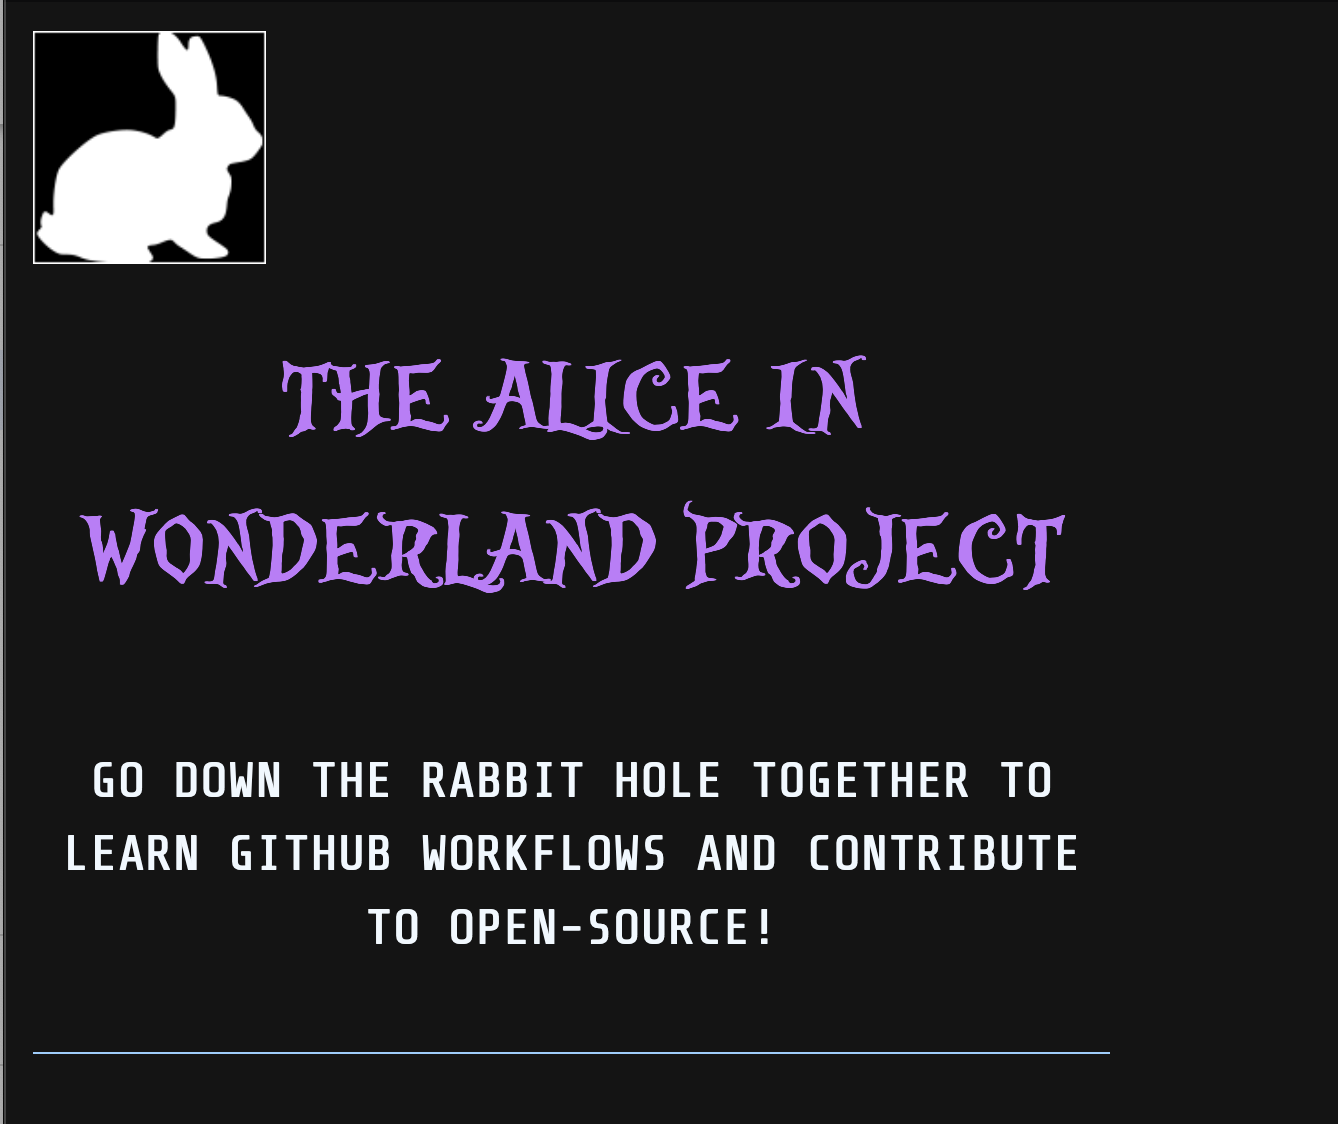 THE ALICE IN
WONDERLAND PROJECT
GO DOWN THE RABBIT HOLE TOGETHER TO
LEARN GITHUB WORKFLOWS AND CONTRIBUTE
TO OPEN-SOURCE!